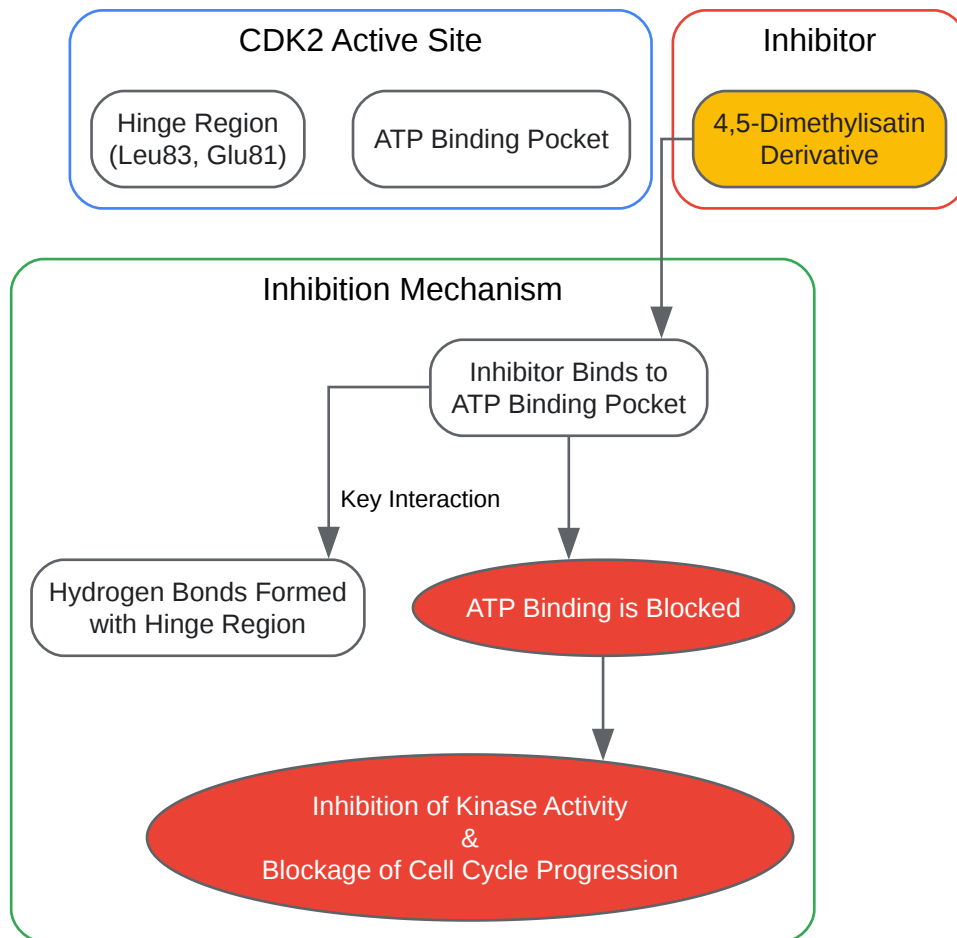 CDK2 Active Site
Hinge Region
(Leu83, Glu81)
ATP Binding Pocket
Inhibitor
4,5-Dimethylisatin
Derivative
Inhibition Mechanism
Inhibitor Binds to
ATP Binding Pocket
Key Interaction
Hydrogen Bonds Formed
with Hinge Region
ATP Binding is Blocked
Inhibition of Kinase Activity
&
Blockage of Cell Cycle Progression